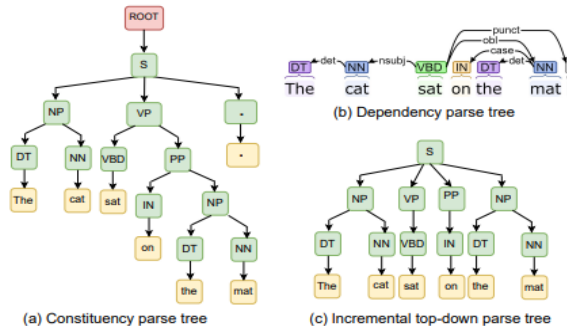 ROOT
S
NP VP .
DT NN VBD PP .
The cat sat IN NP
on DT NN
the mat
(a) Constituency parse tree
punct
obl
case
det nsubj det
DT NN VBD IN DT NN
The cat sat on the mat
(b) Dependency parse tree
S
NP VP PP NP
DT NN VBD IN DT NN
The cat sat on the mat
(c) Incremental top-down parse tree